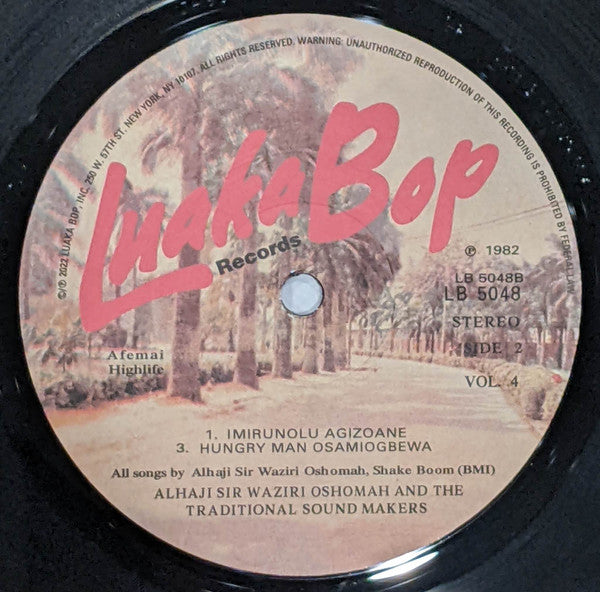 ©/℗ 2022 LUAKA BOP, INC. 250 W. 57TH ST. NEW YORK, NY 10107. ALL RIGHTS RESERVED. WARNING: UNAUTHORIZED REPRODUCTION OF THIS RECORDING IS PROHIBITED BY FEDERAL LAW
Luaka Bop
Records
℗ 1982
LB 5048B
LB 5048
STEREO
SIDE 2
VOL. 4
Afemai
Highlife
1. IMIRUNOLU AGIZOANE
3. HUNGRY MAN OSAMIOGBEWA
All songs by Alhaji Sir Waziri Oshomah, Shake Boom (BMI)
ALHAJI SIR WAZIRI OSHOMAH AND THE
TRADITIONAL SOUND MAKERS